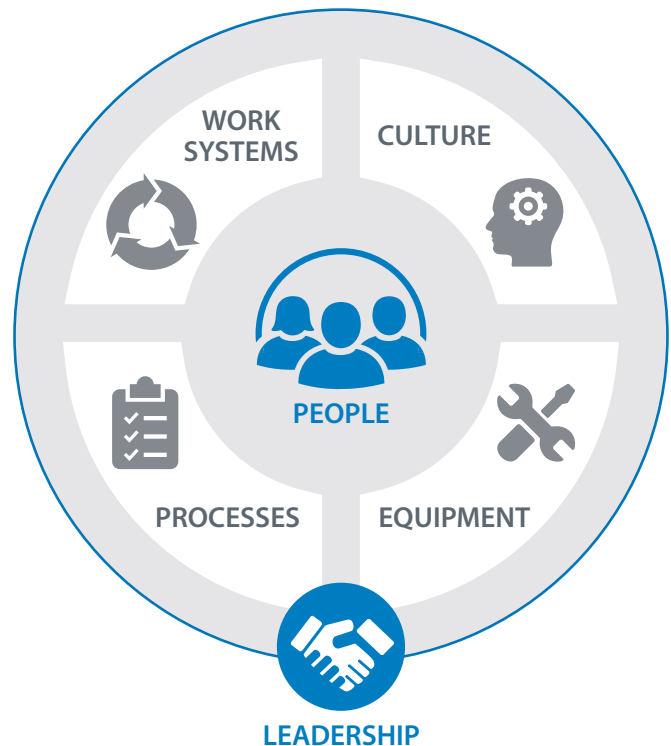 WORK
SYSTEMS
CULTURE
PEOPLE
PROCESSES
EQUIPMENT
LEADERSHIP